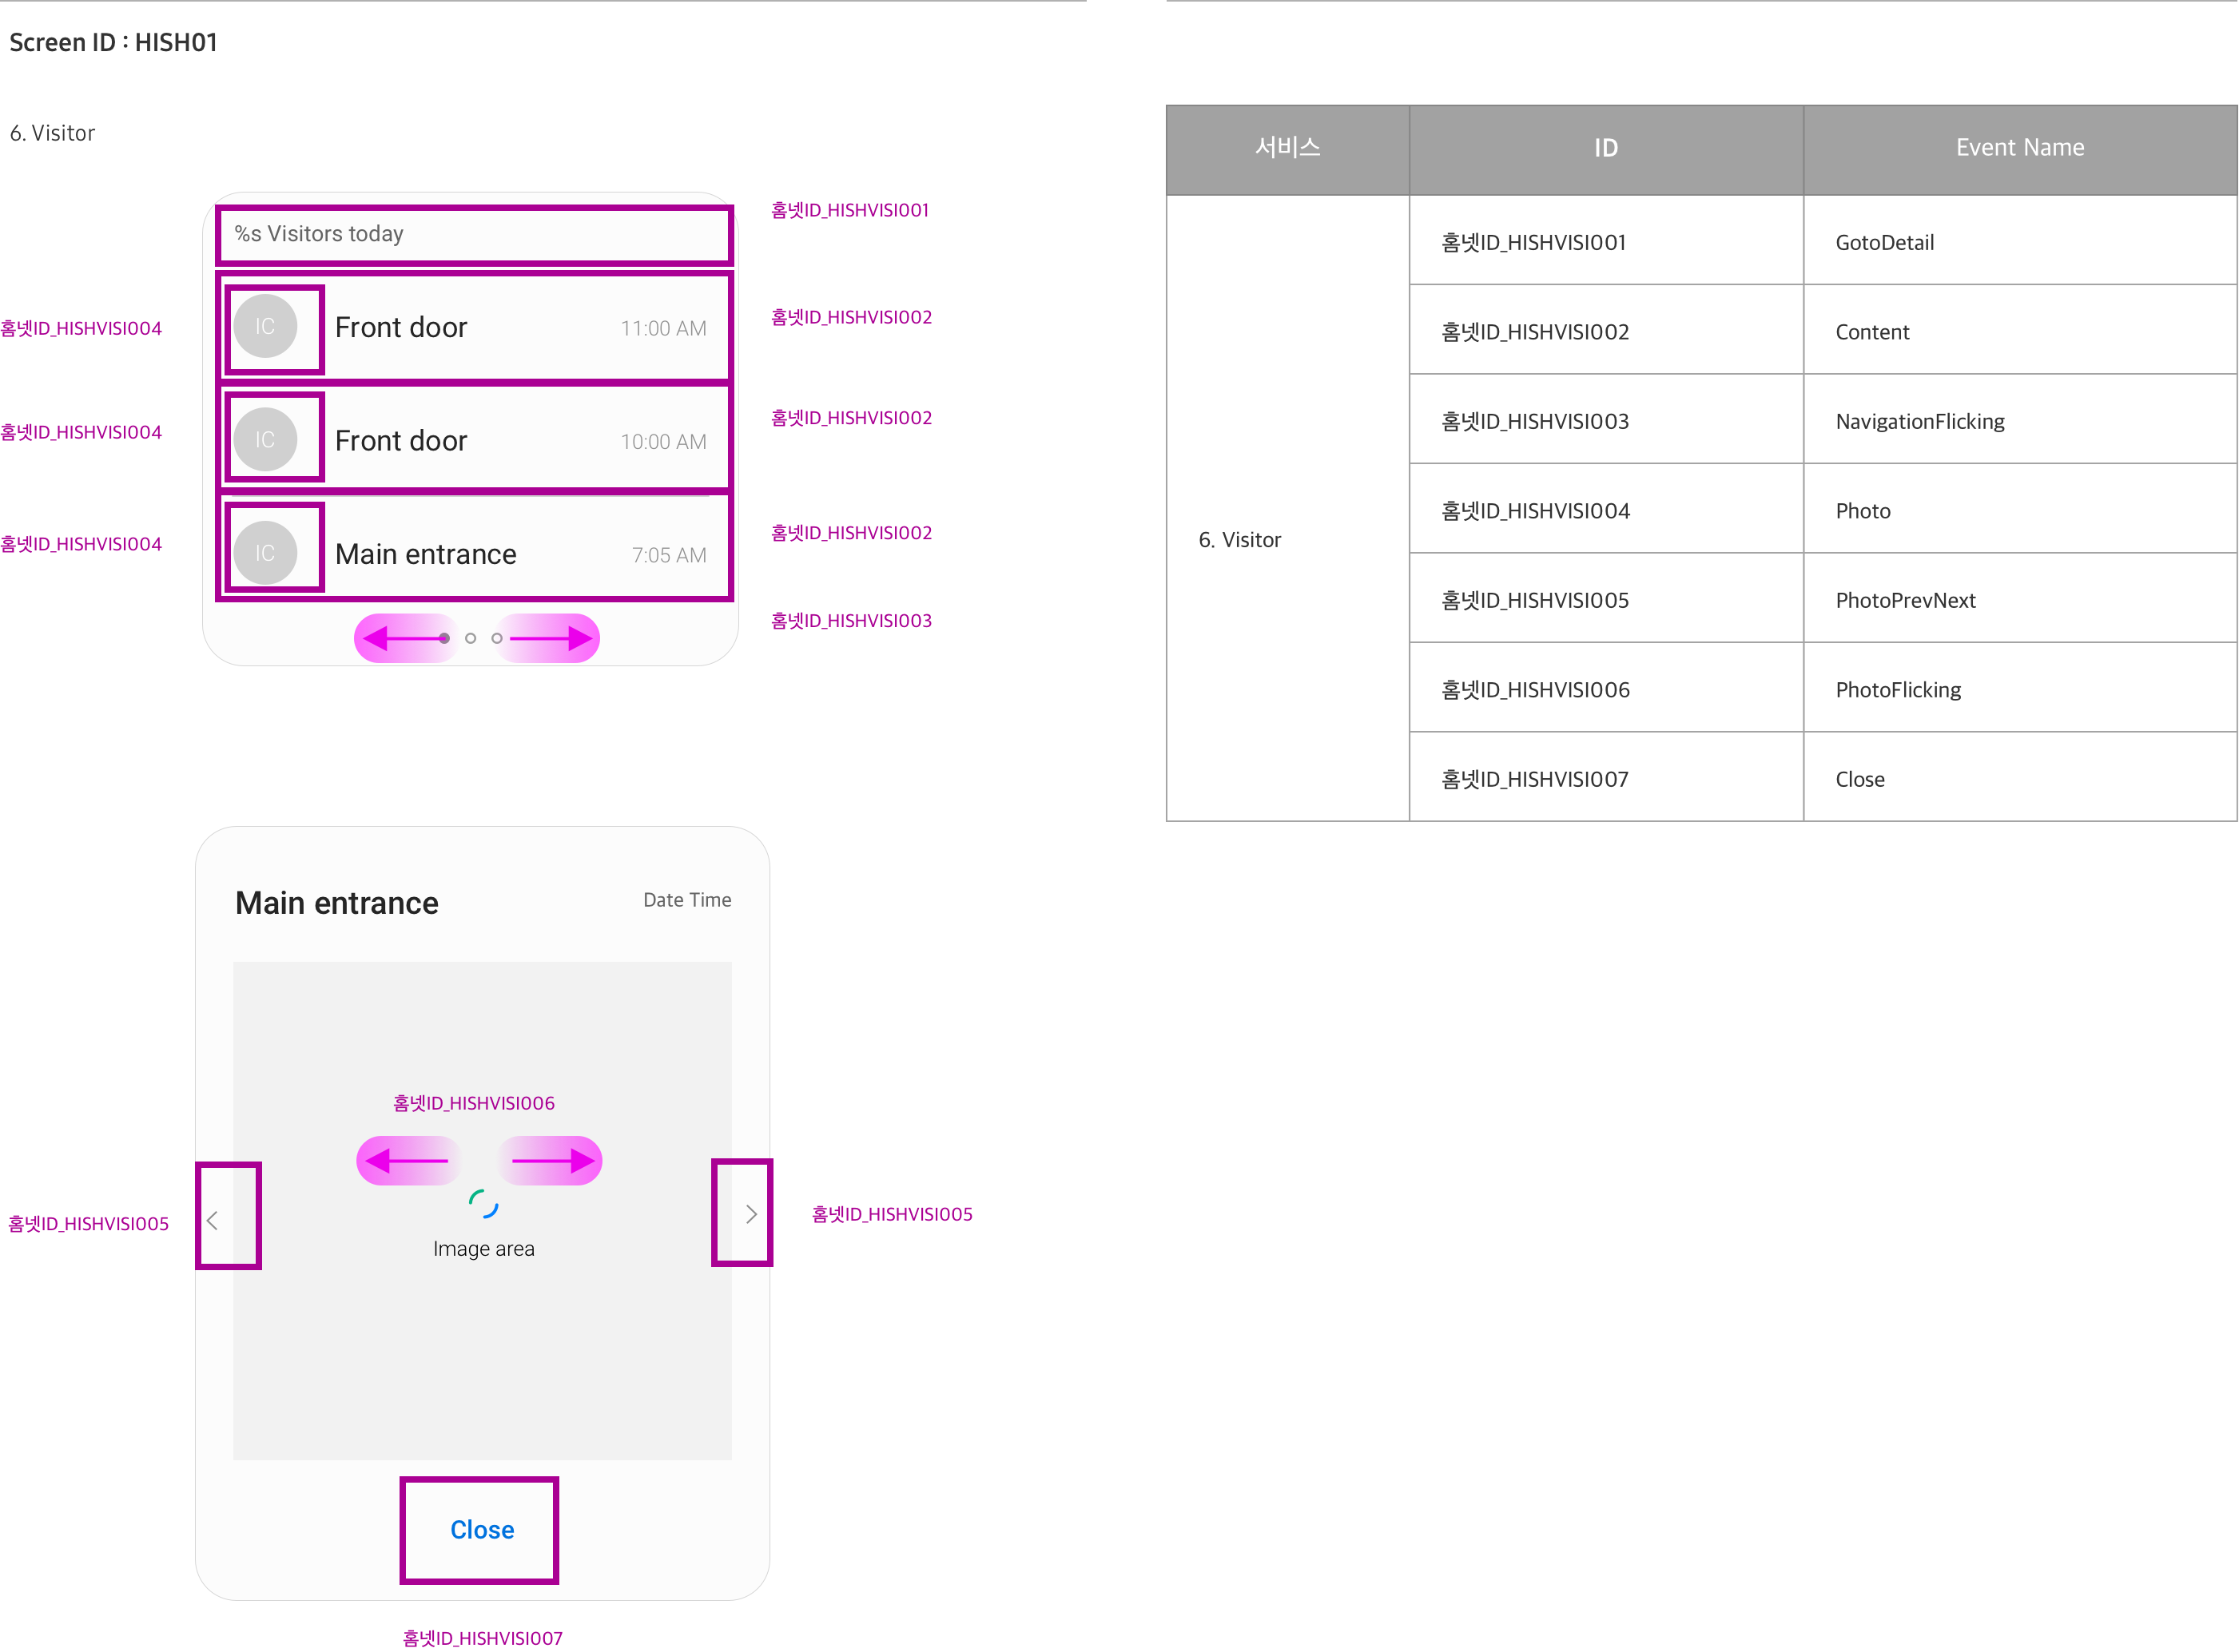 Screen ID : HISH01
6. Visitor
%s Visitors today
홈넷ID_HISHVISI001
홈넷ID_HISHVISI004
IC
Front door
11:00 AM
홈넷ID_HISHVISI002
홈넷ID_HISHVISI004
IC
Front door
10:00 AM
홈넷ID_HISHVISI002
홈넷ID_HISHVISI004
IC
Main entrance
7:05 AM
홈넷ID_HISHVISI002
홈넷ID_HISHVISI003
Main entrance
Date Time
홈넷ID_HISHVISI006
홈넷ID_HISHVISI005
홈넷ID_HISHVISI005
Image area
Close
홈넷ID_HISHVISI007
서비스 ID Event Name
6. Visitor
홈넷ID_HISHVISI001 GotoDetail
홈넷ID_HISHVISI002 Content
홈넷ID_HISHVISI003 NavigationFlicking
홈넷ID_HISHVISI004 Photo
홈넷ID_HISHVISI005 PhotoPrevNext
홈넷ID_HISHVISI006 PhotoFlicking
홈넷ID_HISHVISI007 Close